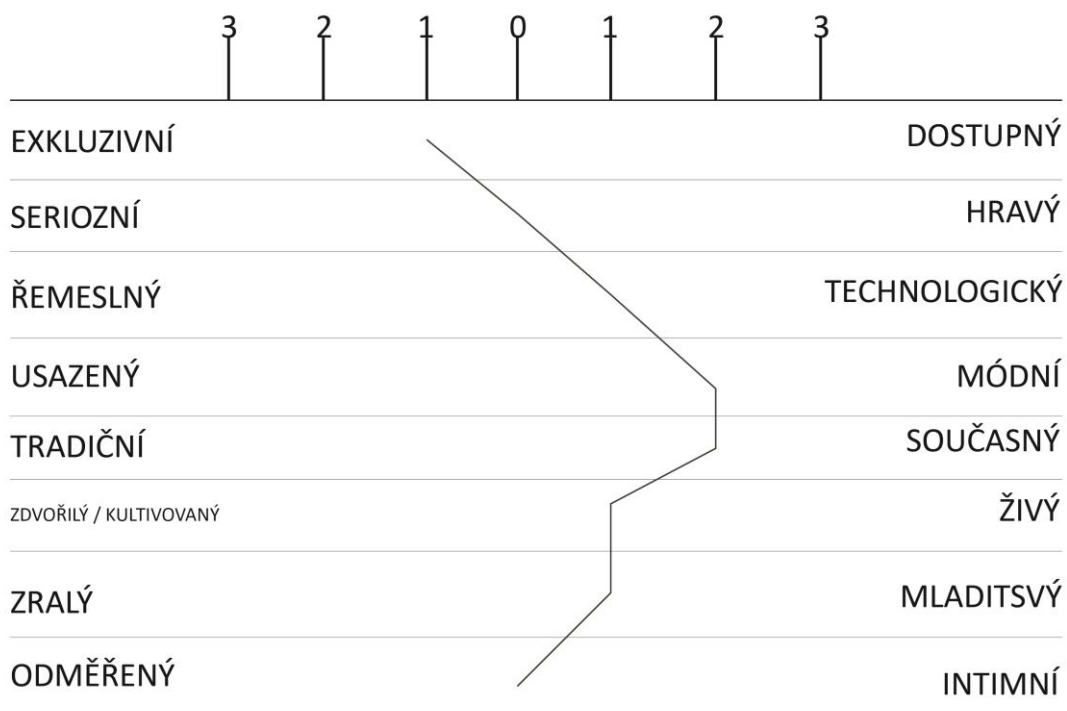 3 2 1 0 1 2 3
EXKLUZIVNÍ DOSTUPNÝ
SERIOZNÍ HRAVÝ
ŘEMESLNÝ TECHNOLOGICKÝ
USAZENÝ MÓDNÍ
TRADIČNÍ SOUČASNÝ
ZDVOŘILÝ / KULTIVOVANÝ ŽIVÝ
ZRALÝ MLADITSVÝ
ODMĚŘENÝ INTIMNÍ